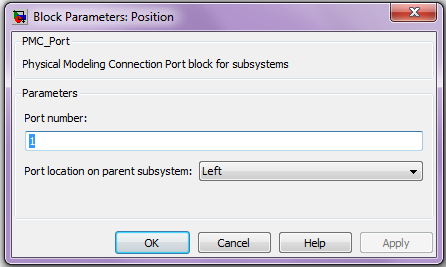 Block Parameters: Position
PMC_Port
Physical Modeling Connection Port block for subsystems
Parameters
Port number:
1
Port location on parent subsystem: Left
OK Cancel Help Apply